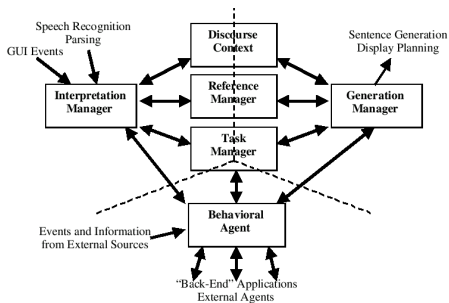 Speech Recognition
Parsing
GUI Events
Discourse
Context
Sentence Generation
Display Planning
Interpretation
Manager
Reference
Manager
Generation
Manager
Task
Manager
Behavioral
Agent
Events and Information
from External Sources
“Back-End” Applications
External Agents